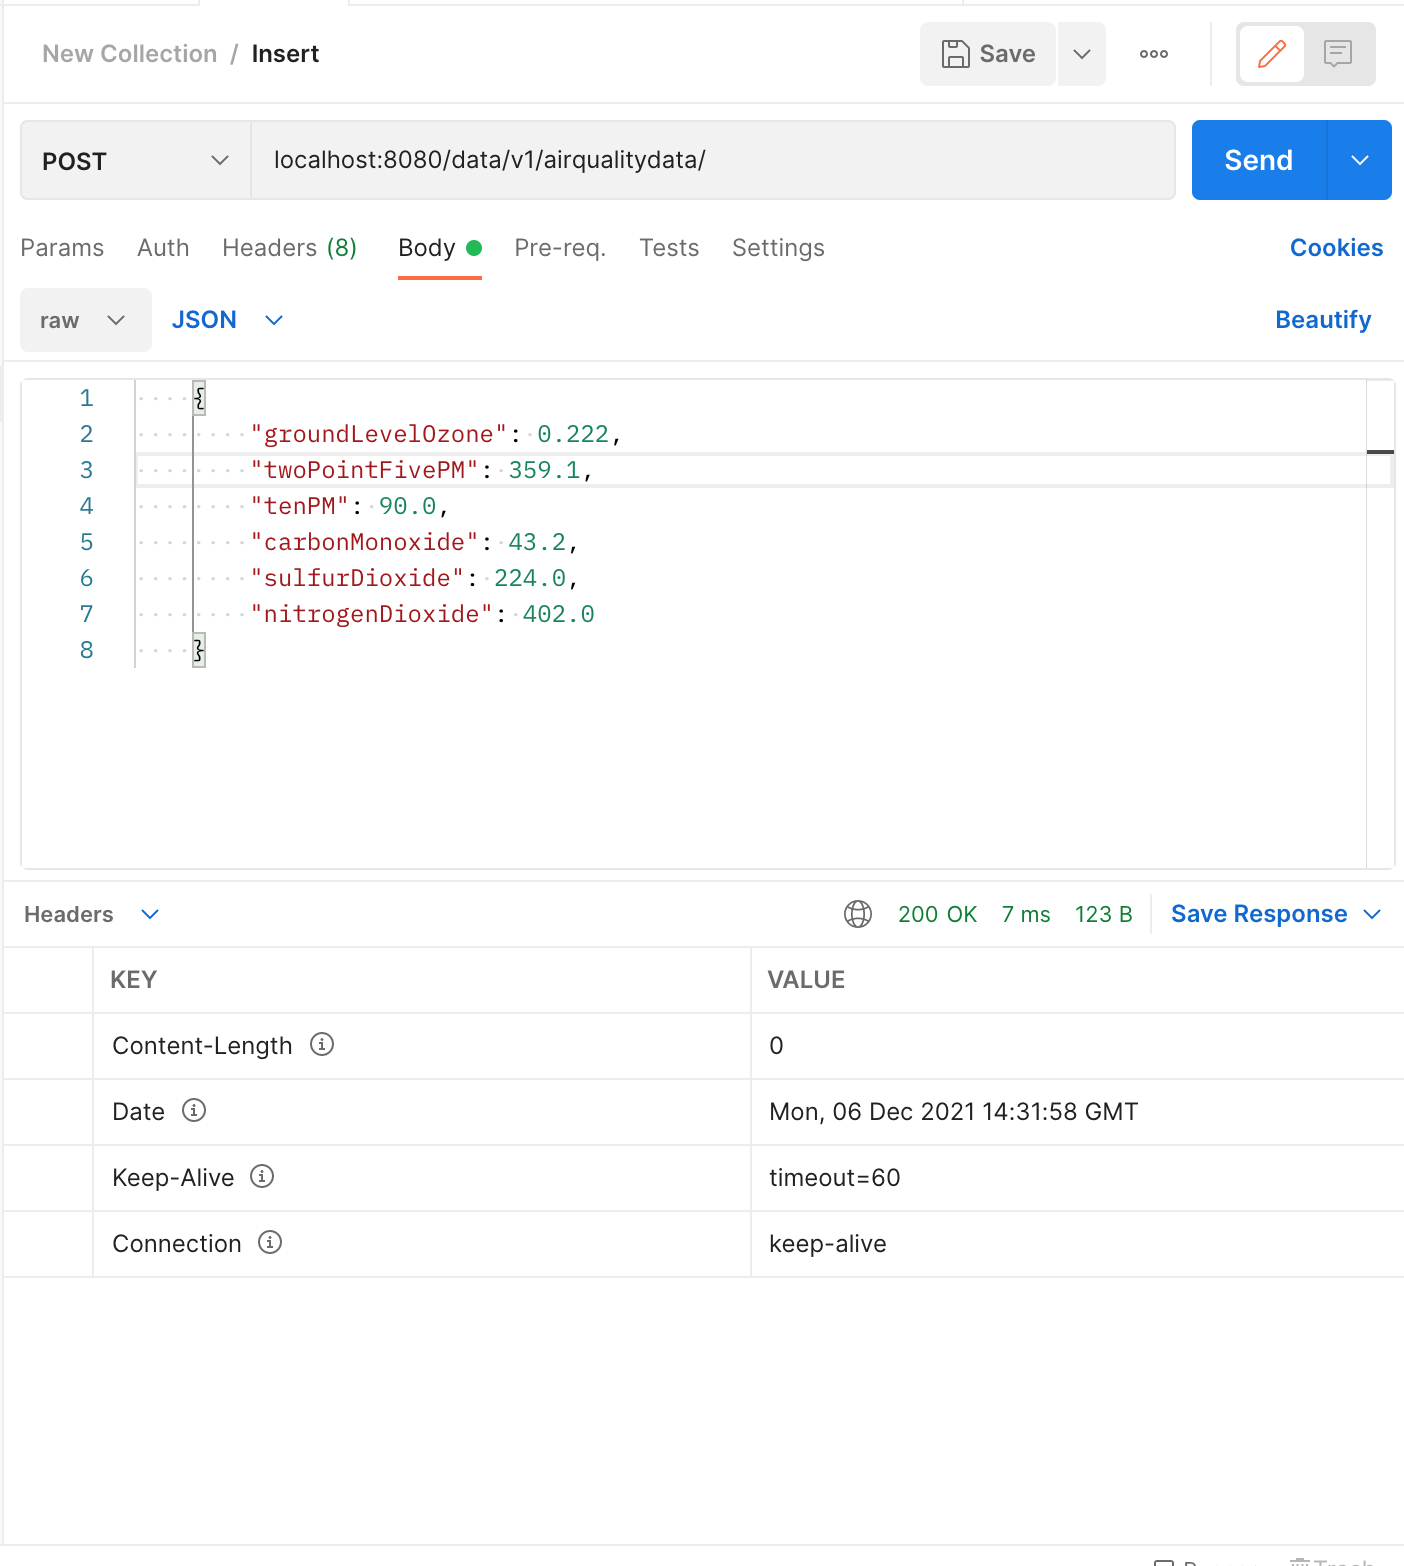 New Collection / Insert
Save
POST
localhost:8080/data/v1/airqualitydata/
Send
Params Auth Headers (8) Body Pre-req. Tests Settings Cookies
raw JSON Beautify
1 {
2 "groundLevelOzone": 0.222,
3 "twoPointFivePM": 359.1,
4 "tenPM": 90.0,
5 "carbonMonoxide": 43.2,
6 "sulfurDioxide": 224.0,
7 "nitrogenDioxide": 402.0
8 }
Headers 200 OK 7 ms 123 B Save Response
KEY VALUE
Content-Length 0
Date Mon, 06 Dec 2021 14:31:58 GMT
Keep-Alive timeout=60
Connection keep-alive